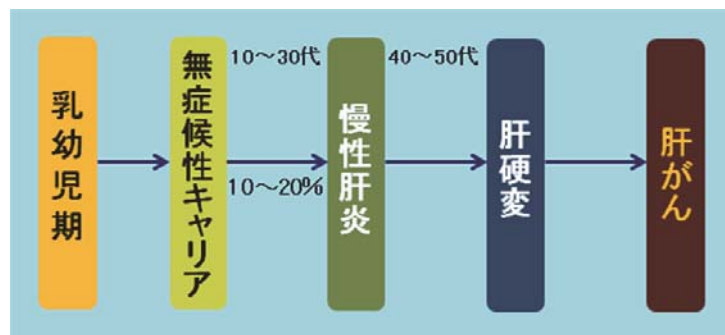 乳幼児期
無症候性キャリア
10～30代
10～20%
慢性肝炎
40～50代
肝硬変
肝がん